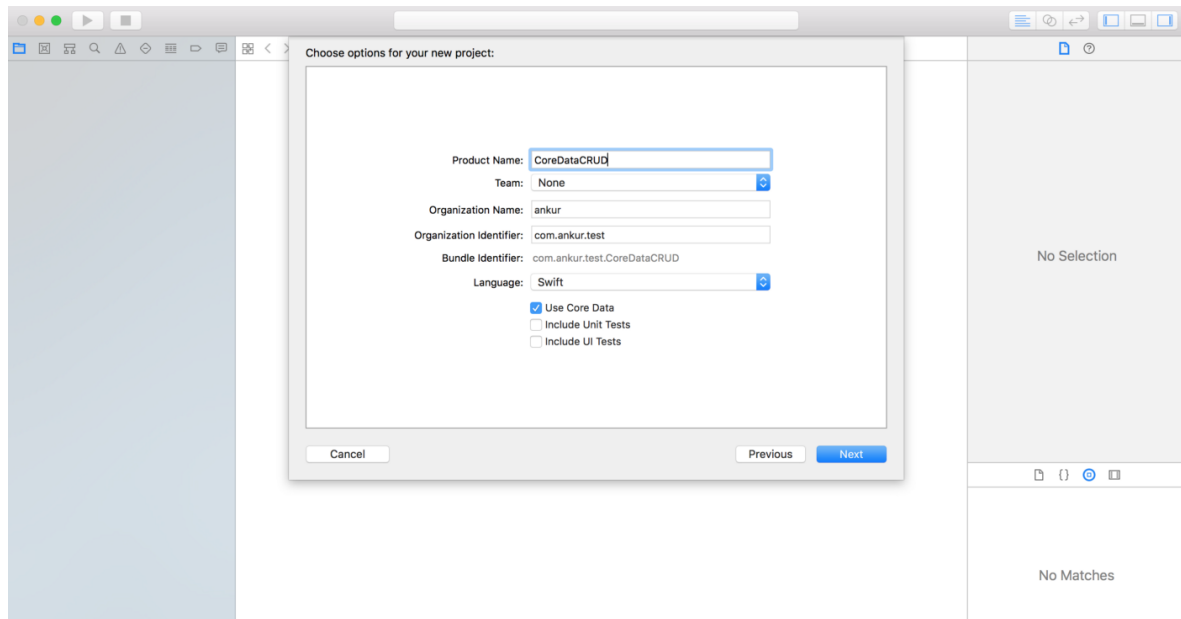 Choose options for your new project:
Product Name: CoreDataCRUD
Team: None
Organization Name: ankur
Organization Identifier: com.ankur.test
Bundle Identifier: com.ankur.test.CoreDataCRUD
Language: Swift
Use Core Data
Include Unit Tests
Include UI Tests
Cancel Previous Next
No Selection
{}
No Matches